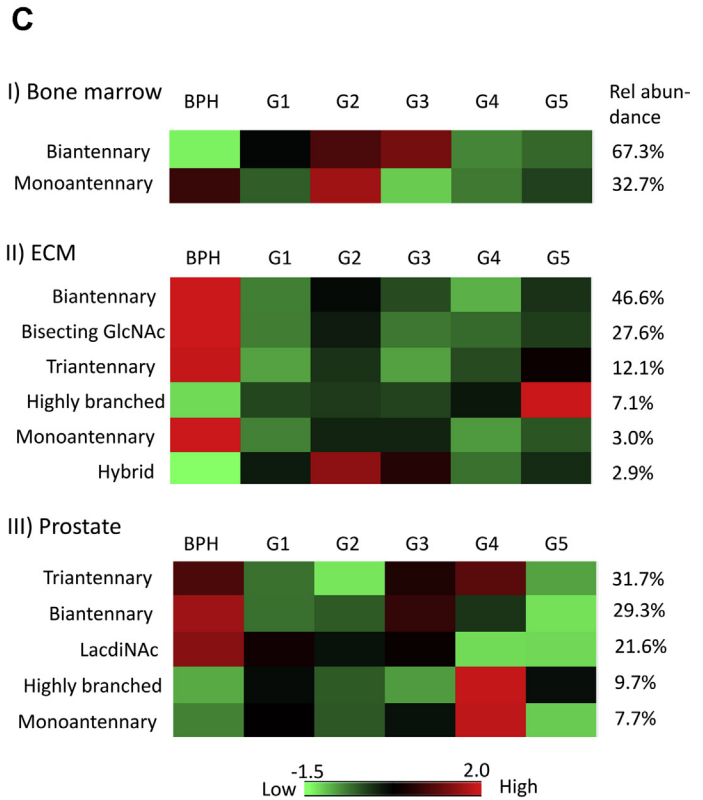 C
I) Bone marrow
BPH G1 G2 G3 G4 G5
Rel abun-
dance
Biantennary 67.3%
Monoantennary 32.7%
II) ECM
BPH G1 G2 G3 G4 G5
Biantennary 46.6%
Bisecting GlcNAc 27.6%
Triantennary 12.1%
Highly branched 7.1%
Monoantennary 3.0%
Hybrid 2.9%
III) Prostate
BPH G1 G2 G3 G4 G5
Triantennary 31.7%
Biantennary 29.3%
LacdiNAc 21.6%
Highly branched 9.7%
Monoantennary 7.7%
-1.5 2.0
Low High